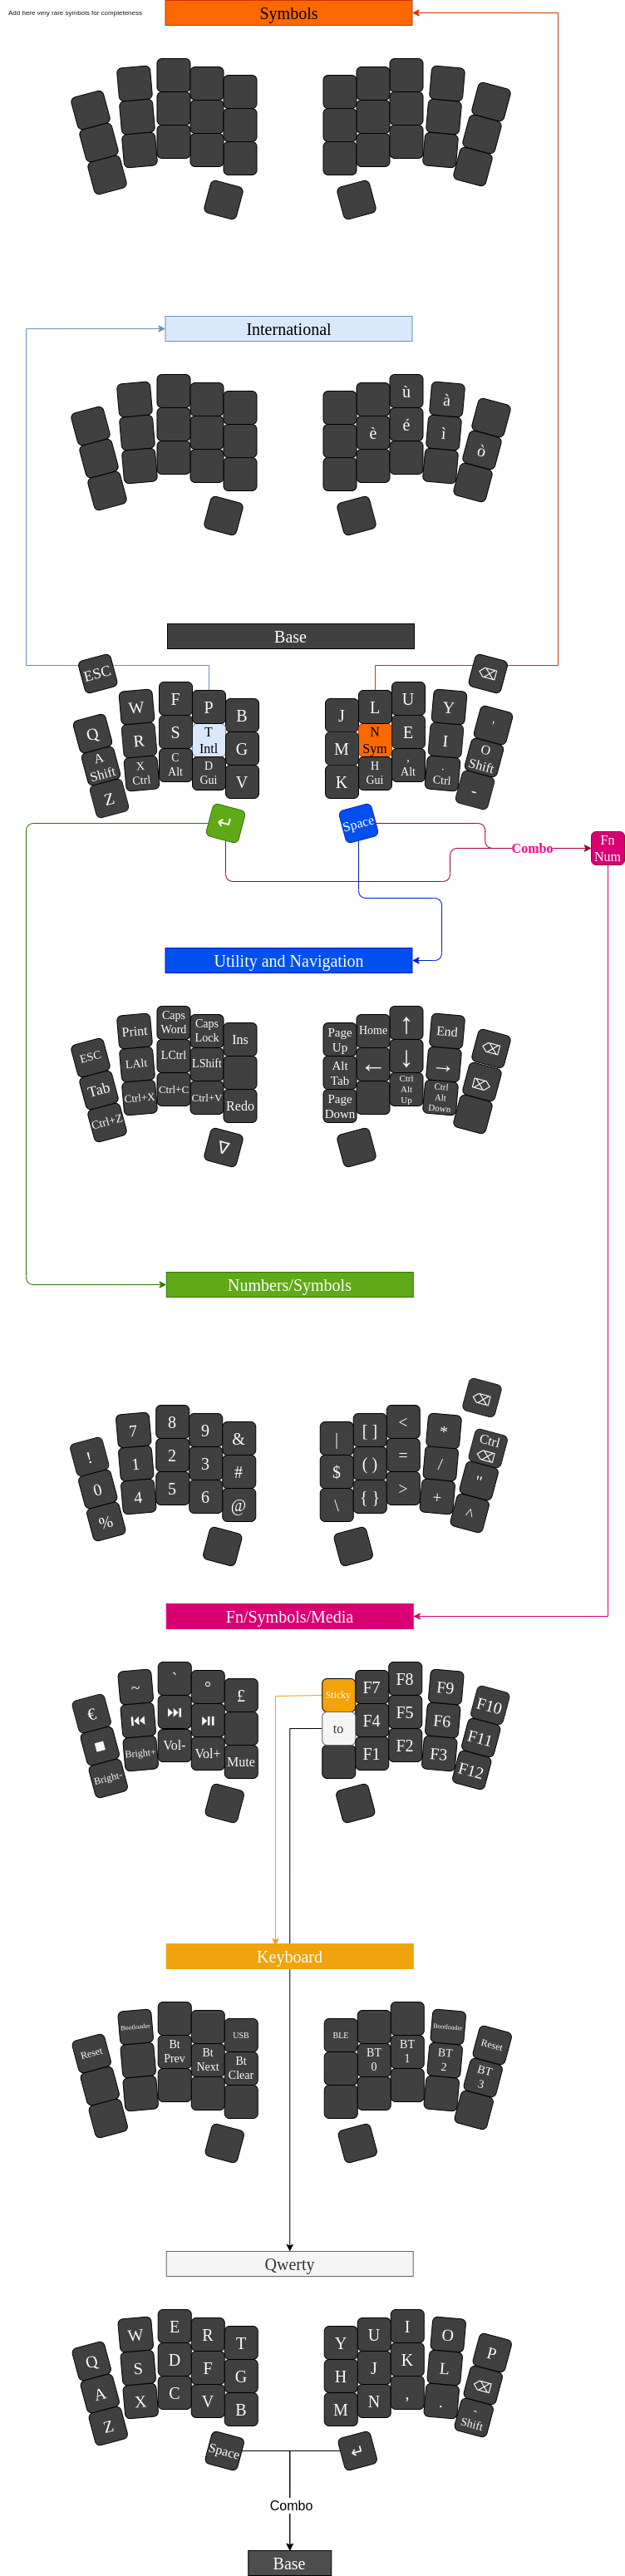 Add here very rare symbols for completeness
Symbols
International
ù à
è é ì ò
Base
ESC ⌫
Q W F P B J L U Y '
A Shift R S T Intl G M N Sym E I O Shift
Z X Ctrl C Alt D Gui V K H Gui , Alt . Ctrl -
↵ Space
Combo
Fn
Num
Utility and Navigation
ESC Print Caps Word Caps Lock Ins Page Up Home ↑ End ⌫
Tab LAlt LCtrl LShift Alt Tab ← ↓ → ⌦
Ctrl+Z Ctrl+X Ctrl+C Ctrl+V Redo Page Down Ctrl Alt Up Ctrl Alt Down
∇
Numbers/Symbols
⌫
! 7 8 9 & | [ ] < * Ctrl ⌫
0 1 2 3 # $ ( ) = / "
% 4 5 6 @ \ { } > + ^
Fn/Symbols/Media
€ ~ ` ° £ Sticky F7 F8 F9 F10
■ ⏮ ⏭ ⏯ to F4 F5 F6 F11
Bright- Bright+ Vol- Vol+ Mute F1 F2 F3 F12
Keyboard
Reset Bootloader USB BLE Bootloader Reset
Bt Prev Bt Next Bt Clear BT 0 BT 1 BT 2 BT 3
Qwerty
Q W E R T Y U I O P
A S D F G H J K L ⌫
Z X C V B M N , . - Shift
Space ↵
Combo
Base